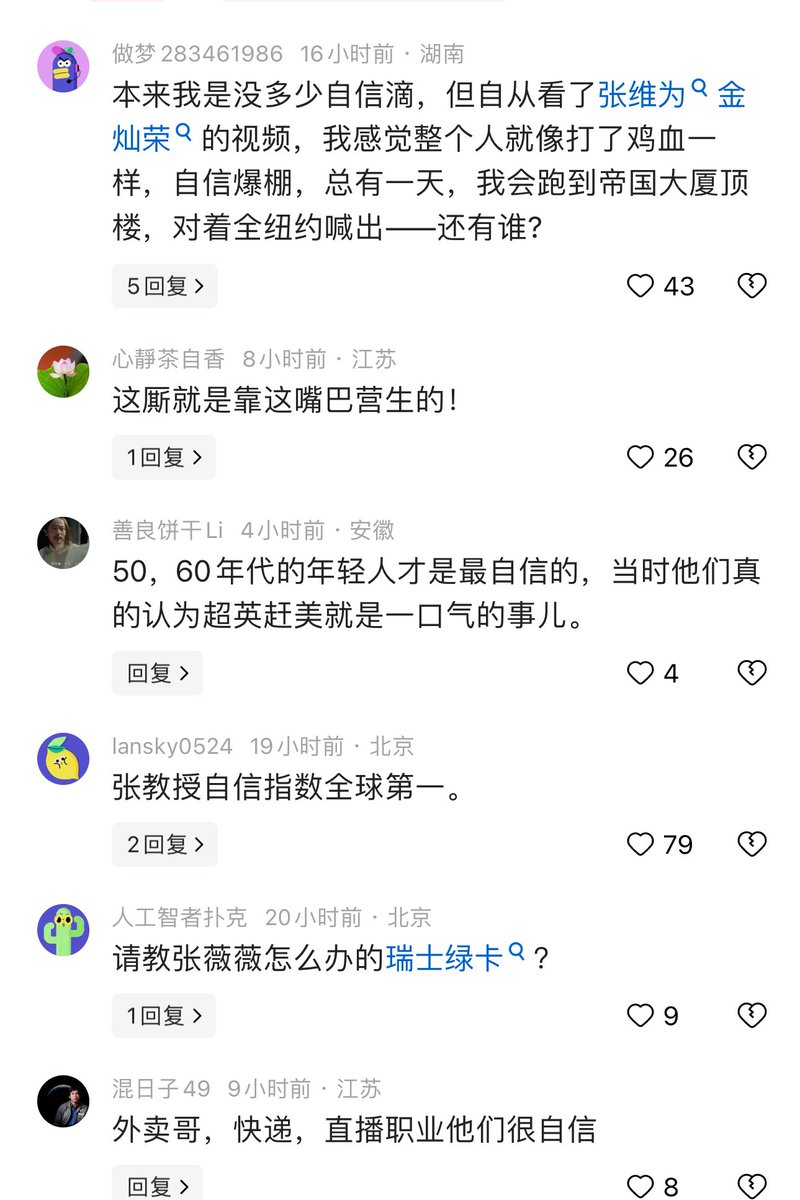 做梦283461986 16小时前 · 湖南
本来我是没多少自信滴，但自从看了张维为 金
灿荣 的视频，我感觉整个人就像打了鸡血一
样，自信爆棚，总有一天，我会跑到帝国大厦顶
楼，对着全纽约喊出——还有谁？
5回复
43
心靜茶自香 8小时前 · 江苏
这厮就是靠这嘴巴营生的！
1回复
26
善良饼干Li 4小时前 · 安徽
50，60年代的年轻人才是最自信的，当时他们真
的认为超英赶美就是一口气的事儿。
回复
4
lansky0524 19小时前 · 北京
张教授自信指数全球第一。
2回复
79
人工智者扑克 20小时前 · 北京
请教张薇薇怎么办的瑞士绿卡 ？
1回复
9
混日子49 9小时前 · 江苏
外卖哥，快递，直播职业他们很自信
回复
8